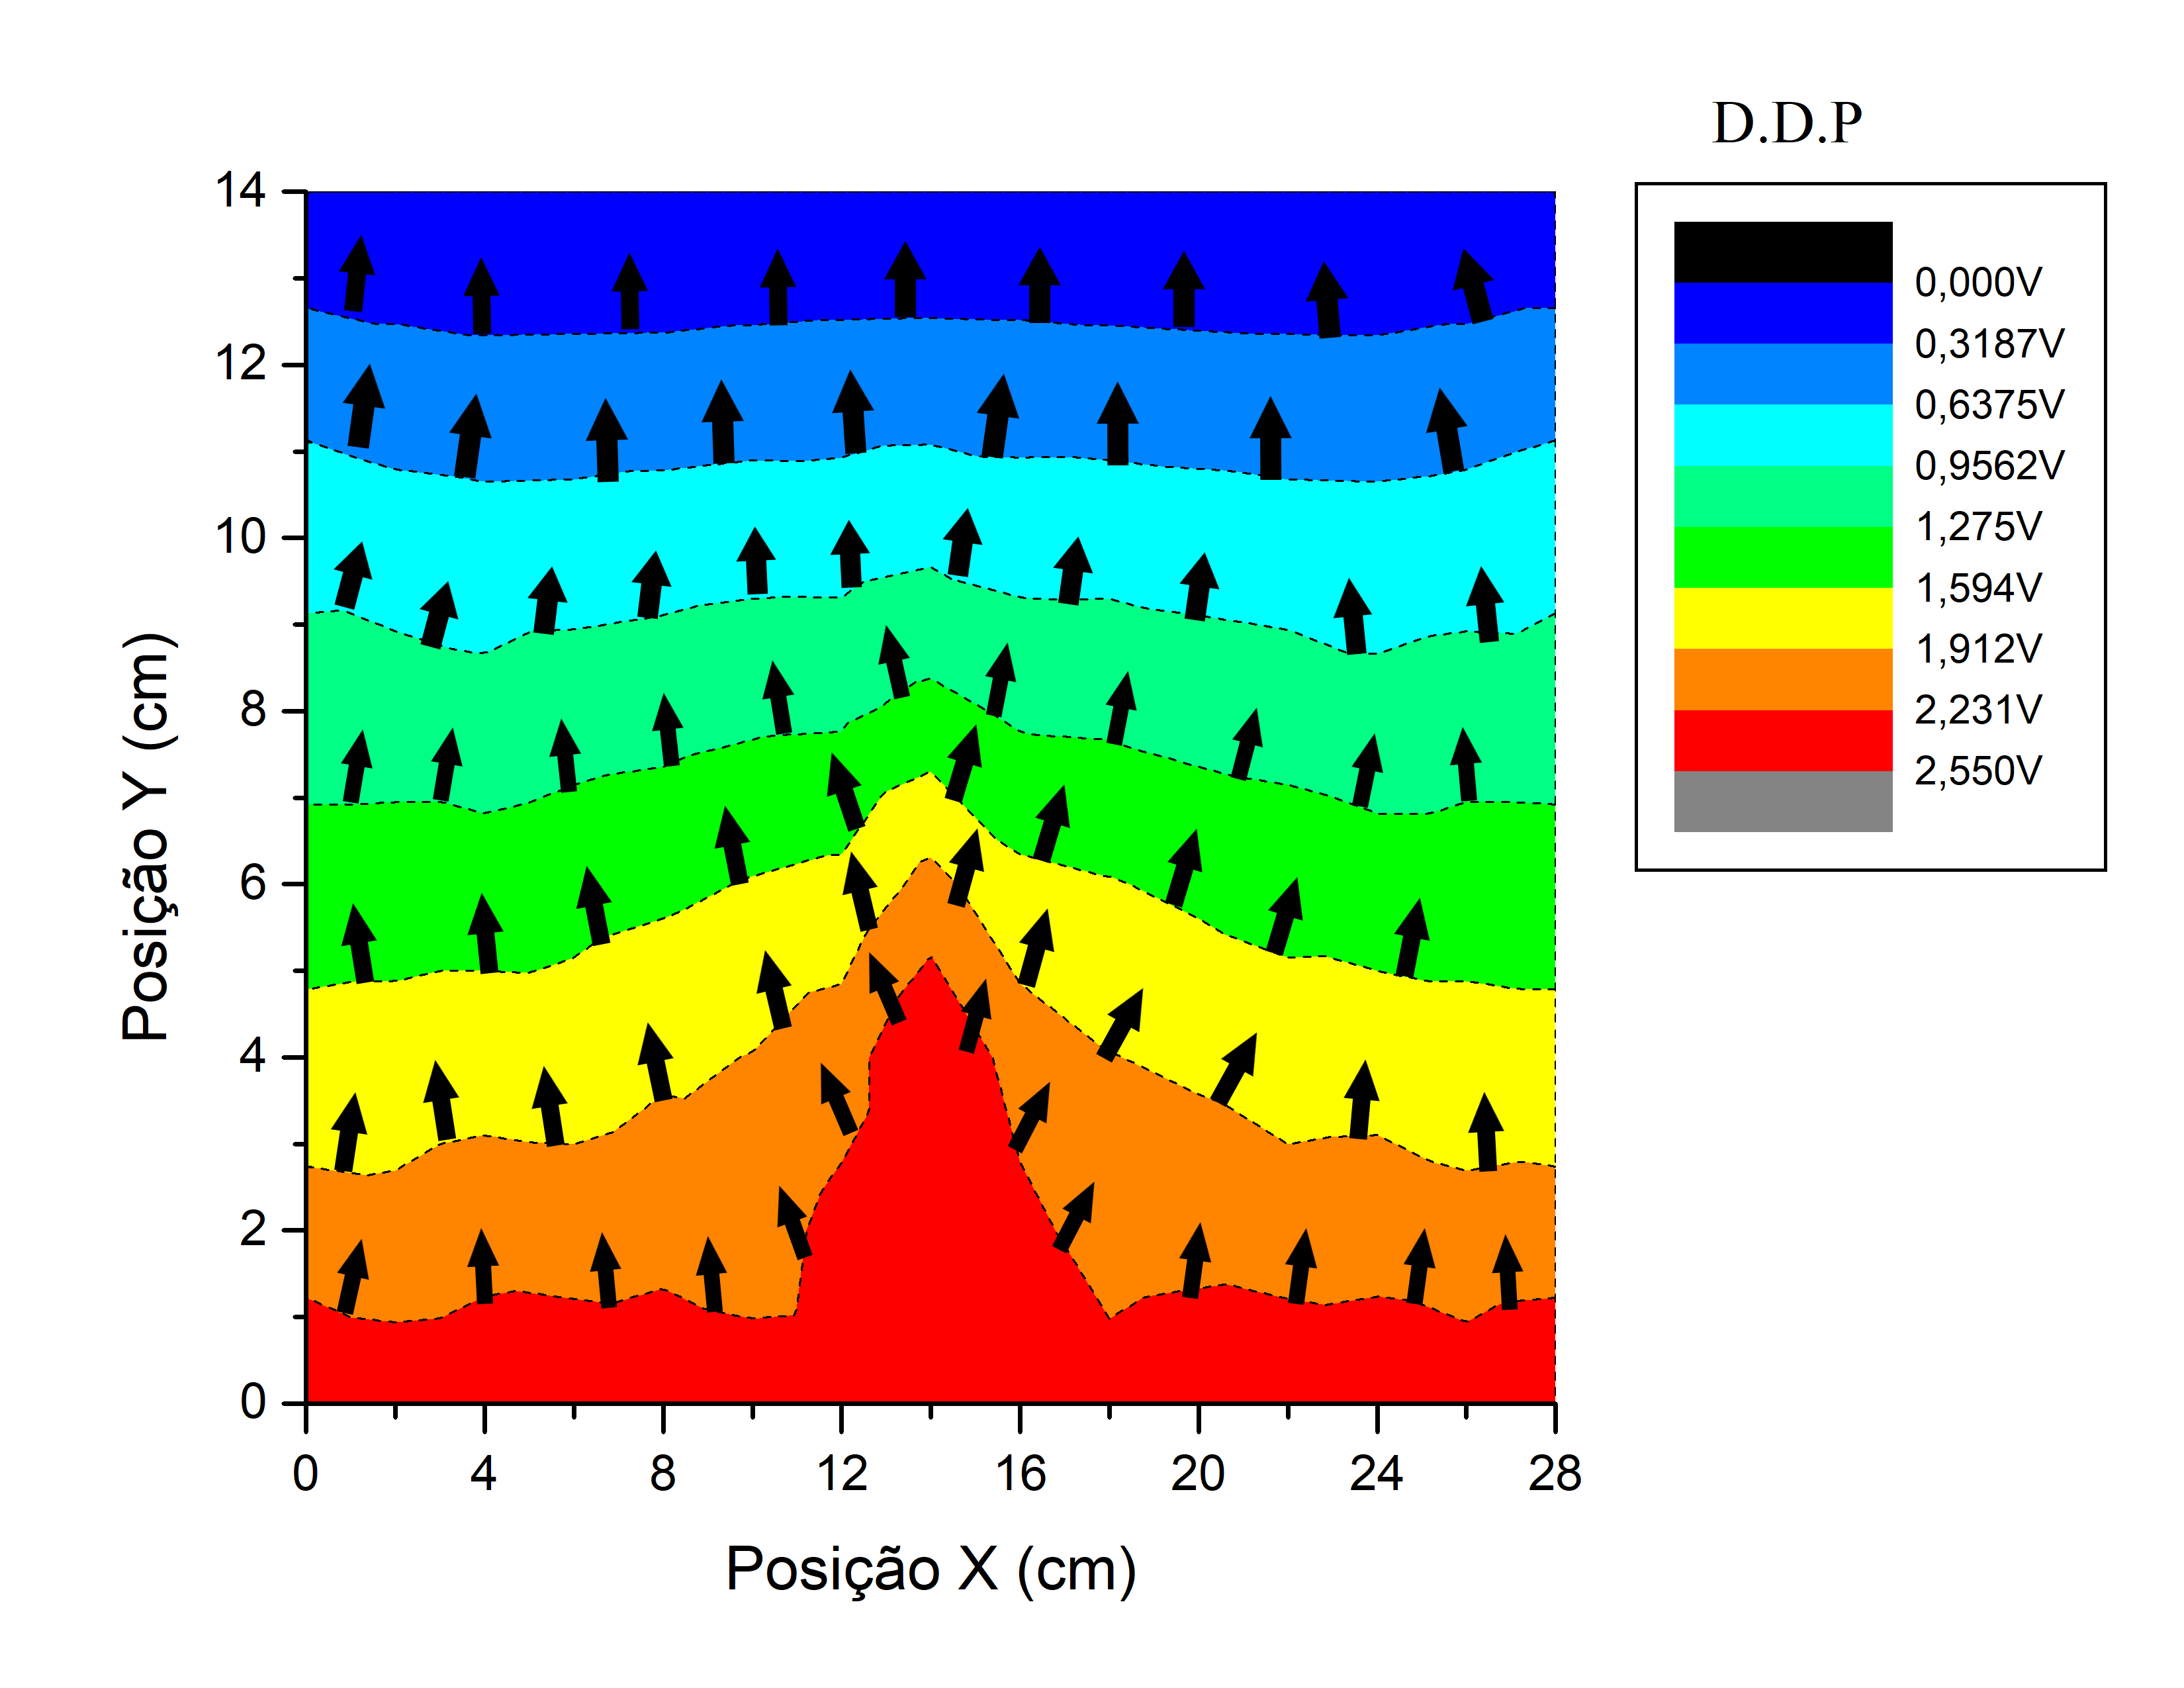 D.D.P
0,000V
0,3187V
0,6375V
0,9562V
1,275V
1,594V
1,912V
2,231V
2,550V
Posição Y (cm)
14
12
10
8
6
4
2
0
0 4 8 12 16 20 24 28
Posição X (cm)